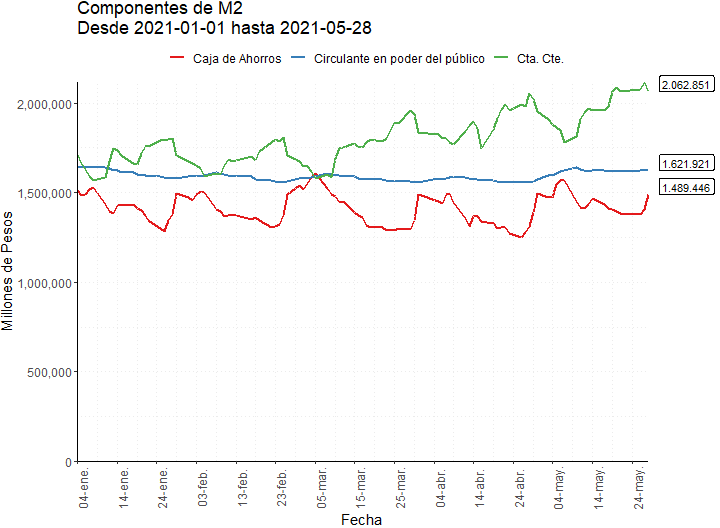 Componentes de M2
Desde 2021-01-01 hasta 2021-05-28
Caja de Ahorros Circulante en poder del público Cta. Cte.
2.062.851
2,000,000
1.621.921
1.489.446
1,500,000
1,000,000
500,000
0
Millones de Pesos
04-ene. 14-ene. 24-ene. 03-feb. 13-feb. 23-feb. 05-mar. 15-mar. 25-mar. 04-abr. 14-abr. 24-abr. 04-may. 14-may. 24-may.
Fecha